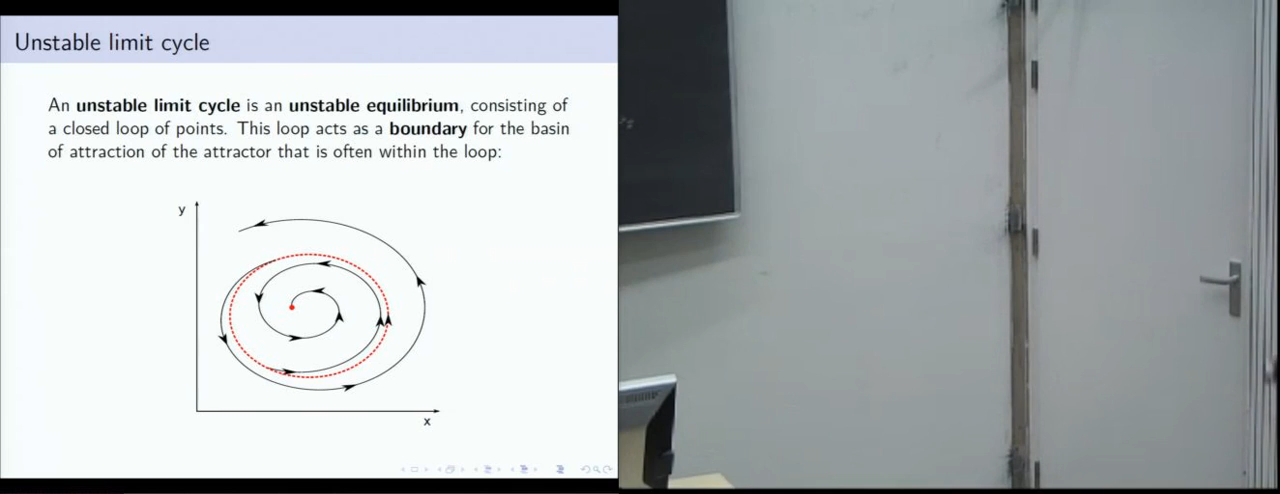 Unstable limit cycle
An unstable limit cycle is an unstable equilibrium, consisting of
a closed loop of points. This loop acts as a boundary for the basin
of attraction of the attractor that is often within the loop:
y
x